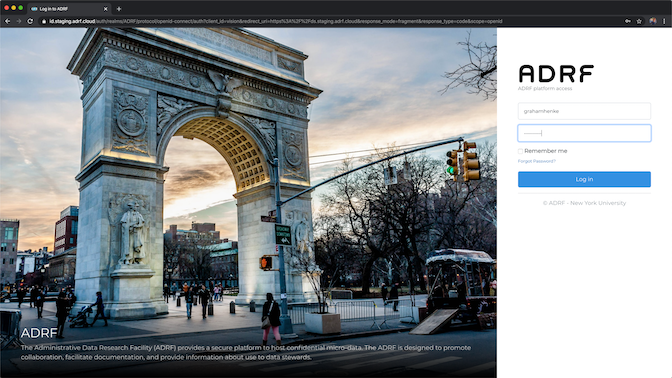 Log in to ADRF
id.staging.adrf.cloud/auth/realms/ADRF/protocol/openid-connect/auth?client_id=vision&redirect_uri=https%3A%2F%2Fds.staging.adrf.cloud&response_mode=fragment&response_type=code&scope=openid
ADRF
ADRF platform access
grahamhenke
Remember me
Forgot Password?
Log in
© ADRF - New York University
ADRF
The Administrative Data Research Facility (ADRF) provides a secure platform to host confidential micro-data. The ADRF is designed to promote
collaboration, facilitate documentation, and provide information about use to data stewards.